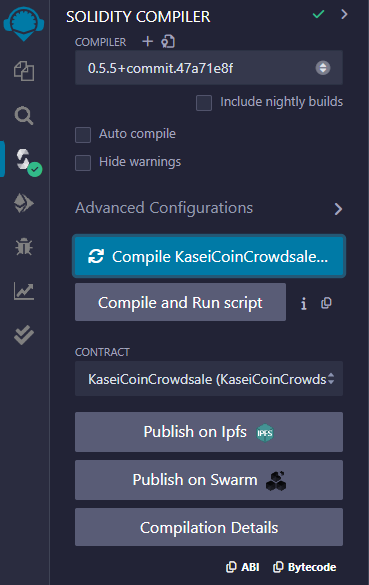 SOLIDITY COMPILER
COMPILER
0.5.5+commit.47a71e8f
Include nightly builds
Auto compile
Hide warnings
Advanced Configurations
Compile KaseiCoinCrowdsale...
Compile and Run script
CONTRACT
KaseiCoinCrowdsale (KaseiCoinCrowds
Publish on Ipfs IPFS
Publish on Swarm
Compilation Details
ABI Bytecode